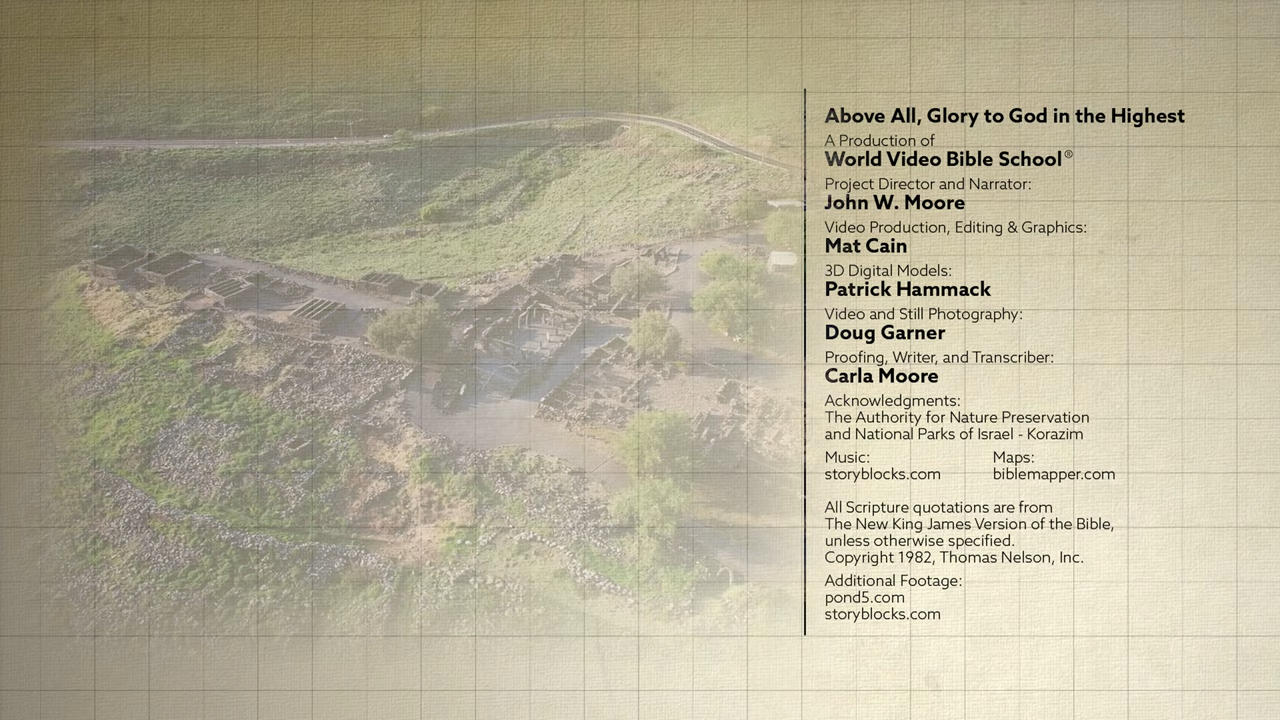 Above All, Glory to God in the Highest
A Production of
World Video Bible School®
Project Director and Narrator:
John W. Moore
Video Production, Editing & Graphics:
Mat Cain
3D Digital Models:
Patrick Hammack
Video and Still Photography:
Doug Garner
Proofing, Writer, and Transcriber:
Carla Moore
Acknowledgments:
The Authority for Nature Preservation
and National Parks of Israel - Korazim
Music:
storyblocks.com
Maps:
biblemapper.com
All Scripture quotations are from
The New King James Version of the Bible,
unless otherwise specified.
Copyright 1982, Thomas Nelson, Inc.
Additional Footage:
pond5.com
storyblocks.com